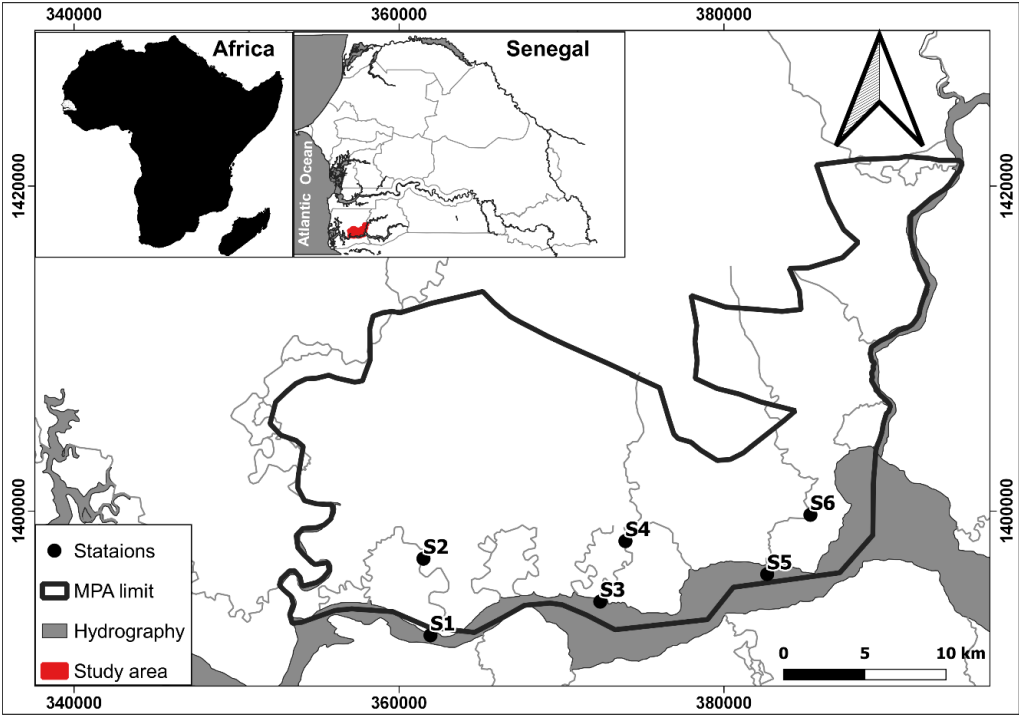 340000
360000
380000
Africa
Senegal
Atlantic Ocean
1420000
1420000
1400000
1400000
S6
S4
S2
S5
S3
S1
Stataions
MPA limit
Hydrography
Study area
0 5 10 km
340000
360000
380000